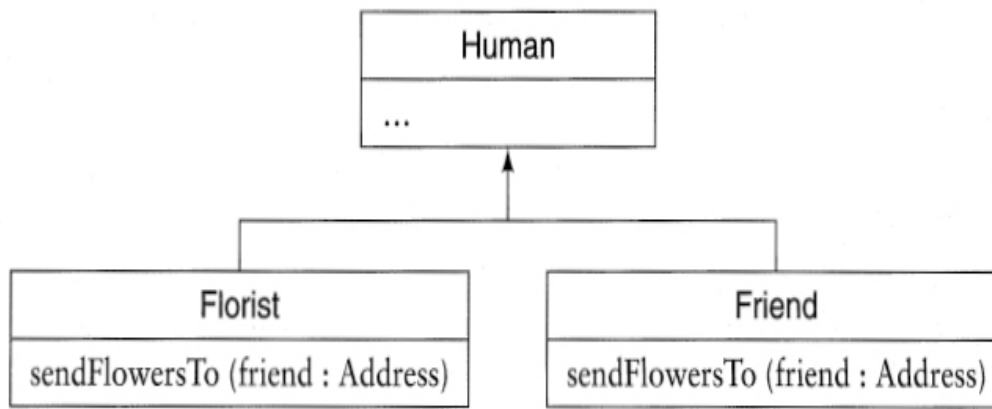 Human
...
Florist
sendFlowersTo (friend : Address)
Friend
sendFlowersTo (friend : Address)